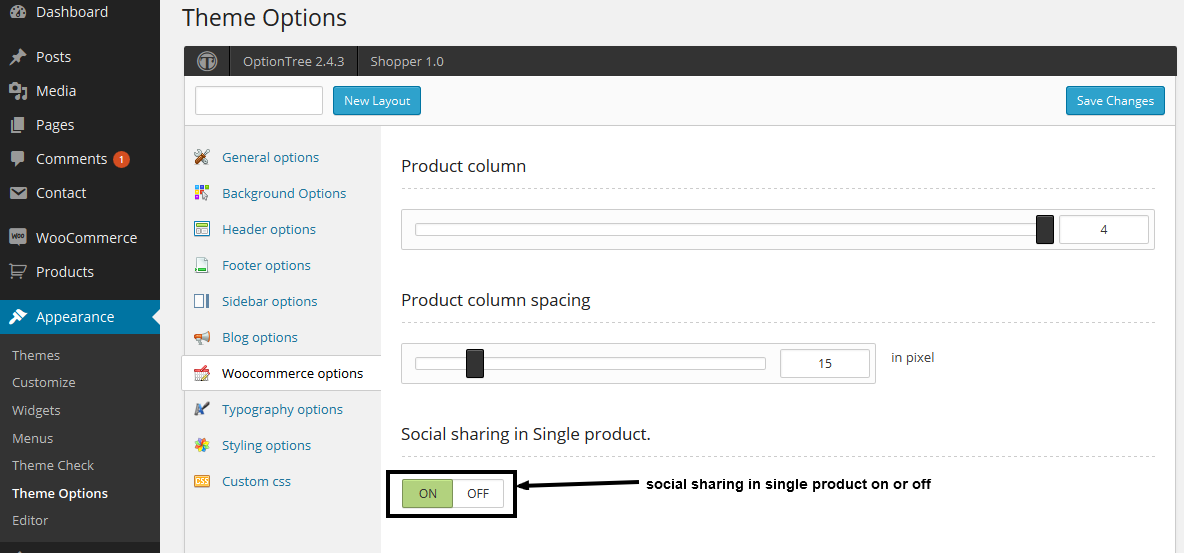 Dashboard
Posts
Media
Pages
Comments 1
Contact
WooCommerce
Products
Appearance
Themes
Customize
Widgets
Menus
Theme Check
Theme Options
Editor
Theme Options
OptionTree 2.4.3
Shopper 1.0
New Layout
Save Changes
General options
Background Options
Header options
Footer options
Sidebar options
Blog options
Woocommerce options
Typography options
Styling options
CSS Custom css
Product column
4
Product column spacing
15
in pixel
Social sharing in Single product.
ON OFF
social sharing in single product on or off